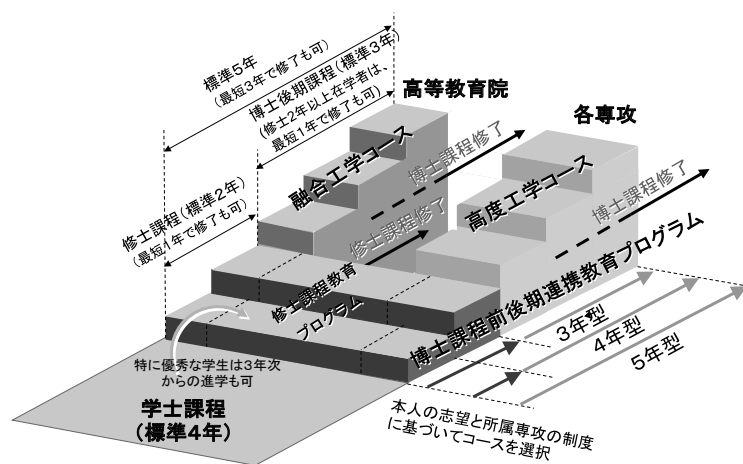 標準5年
(最短3年で修了も可)
博士後期課程(標準3年)
(修士2年以上在学者は、
最短1年で修了も可)
修士課程(標準2年)
(最短1年で修了も可)
高等教育院
各専攻
融合工学コース
博士課程修了
高度工学コース
博士課程修了
修士課程修了
修士課程教育
プログラム
博士課程前後期連携教育プログラム
3年型
4年型
5年型
特に優秀な学生は3年次
からの進学も可
学士課程
(標準4年)
本人の志望と所属専攻の制度
に基づいてコースを選択